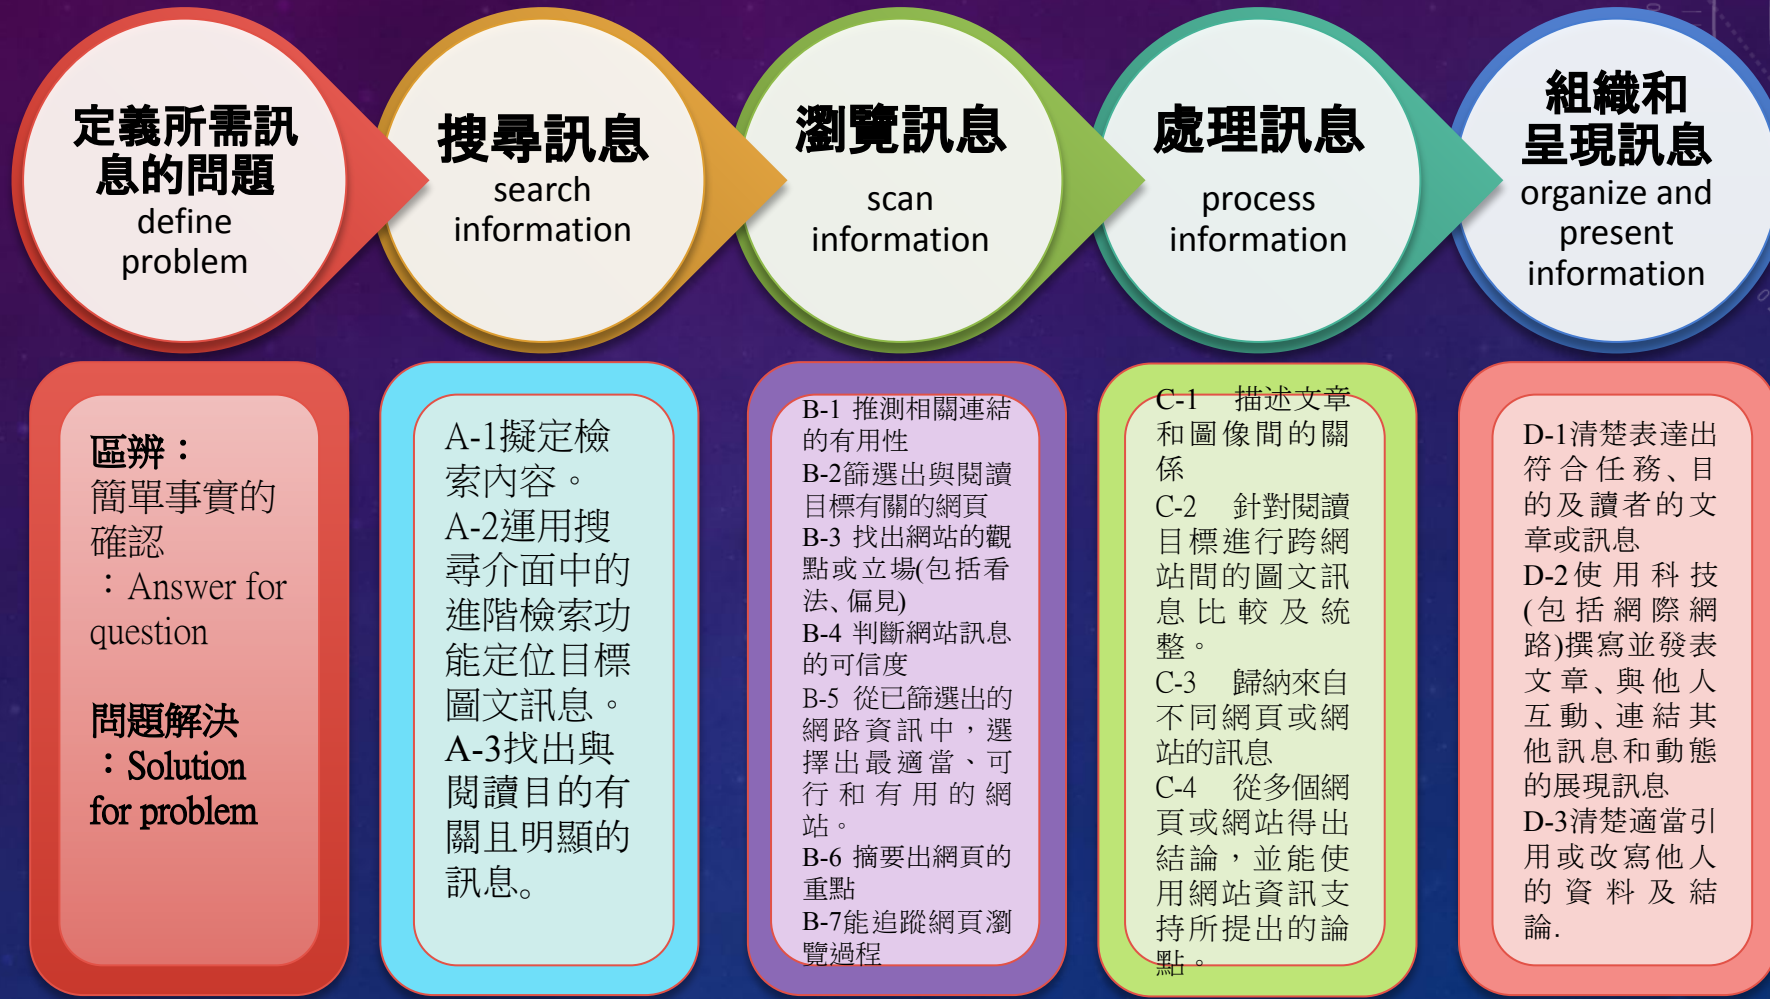 定義所需訊
息的問題
define
problem
搜尋訊息
search
information
瀏覽訊息
scan
information
處理訊息
process
information
組織和
呈現訊息
organize and
present
information
區辨：
簡單事實的
確認
：Answer for
question
問題解決
：Solution
for problem
A-1擬定檢
索內容。
A-2運用搜
尋介面中的
進階檢索功
能定位目標
圖文訊息。
A-3找出與
閱讀目的有
關且明顯的
訊息。
B-1 推測相關連結
的有用性
B-2篩選出與閱讀
目標有關的網頁
B-3 找出網站的觀
點或立場(包括看
法、偏見)
B-4 判斷網站訊息
的可信度
B-5 從已篩選出的
網路資訊中，選
擇出最適當、可
行和有用的網
站。
B-6 摘要出網頁的
重點
B-7能追蹤網頁瀏
覽過程
C-1 描述文章
和圖像間的關
係
C-2 針對閱讀
目標進行跨網
站間的圖文訊
息比較及統
整。
C-3 歸納來自
不同網頁或網
站的訊息
C-4 從多個網
頁或網站得出
結論，並能使
用網站資訊支
持所提出的論
點。
D-1清楚表達出
符合任務、目
的及讀者的文
章或訊息
D-2使用科技
(包括網際網
路)撰寫並發表
文章、與他人
互動、連結其
他訊息和動態
的展現訊息
D-3清楚適當引
用或改寫他人
的資料及結
論.